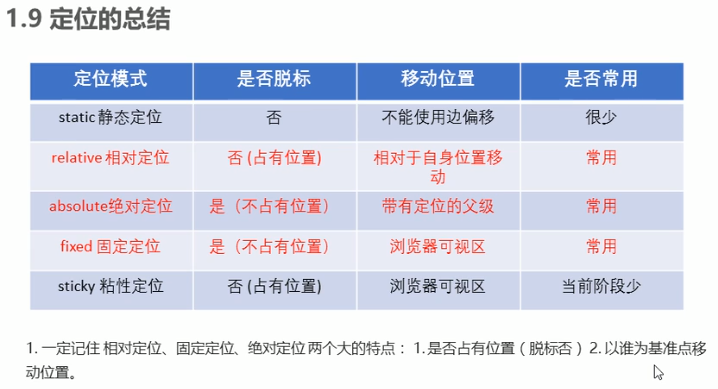 1.9 定位的总结
定位模式 是否脱标 移动位置 是否常用
static 静态定位 否 不能使用边偏移 很少
relative 相对定位 否 (占有位置) 相对于自身位置移动 常用
absolute绝对定位 是（不占有位置） 带有定位的父级 常用
fixed 固定定位 是（不占有位置） 浏览器可视区 常用
sticky 粘性定位 否 (占有位置) 浏览器可视区 当前阶段少
1. 一定记住 相对定位、固定定位、绝对定位 两个大的特点： 1. 是否占有位置（脱标否） 2. 以谁为基准点移
动位置。